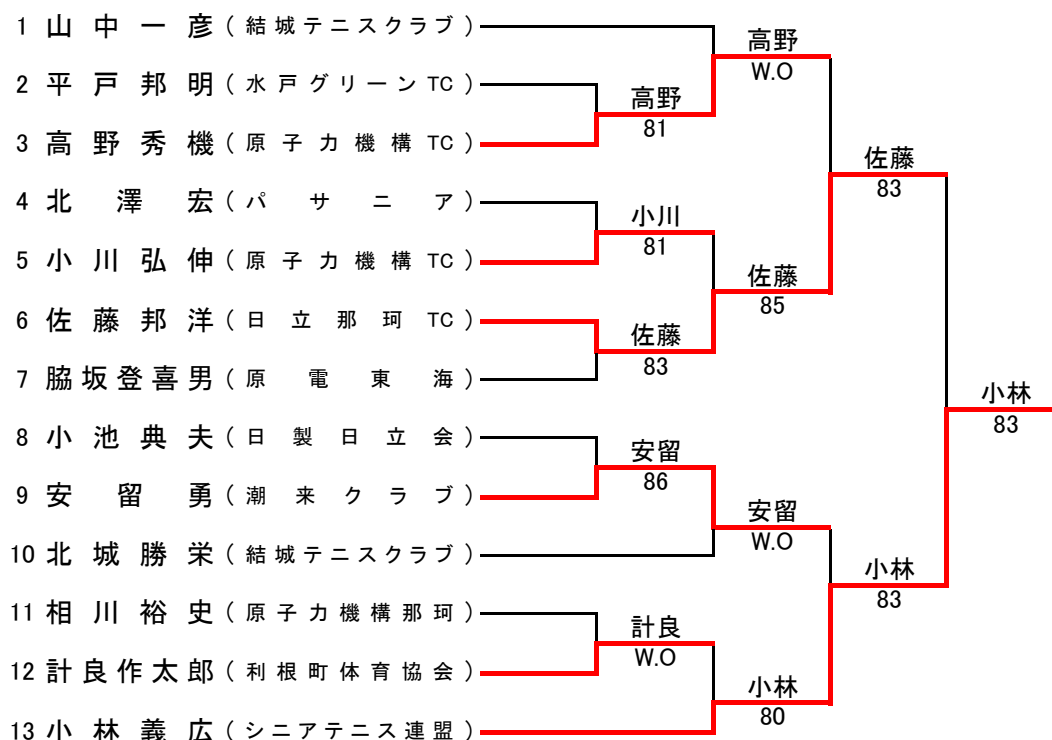 1 山中一彦（結城テニスクラブ）
2 平戸邦明（水戸グリーンTC）
3 高野秀機（原子力機構TC）
4 北澤宏（パサニア）
5 小川弘伸（原子力機構TC）
6 佐藤邦洋（日立那珂TC）
7 脇坂登喜男（原電東海）
8 小池典夫（日製日立会）
9 安留勇（潮来クラブ）
10 北城勝栄（結城テニスクラブ）
11 相川裕史（原子力機構那珂）
12 計良作太郎（利根町体育協会）
13 小林義広（シニアテニス連盟）
高野
81
小川
81
佐藤
83
安留
86
計良
W.O
高野
W.O
佐藤
85
安留
W.O
小林
80
佐藤
83
小林
83
小林
83